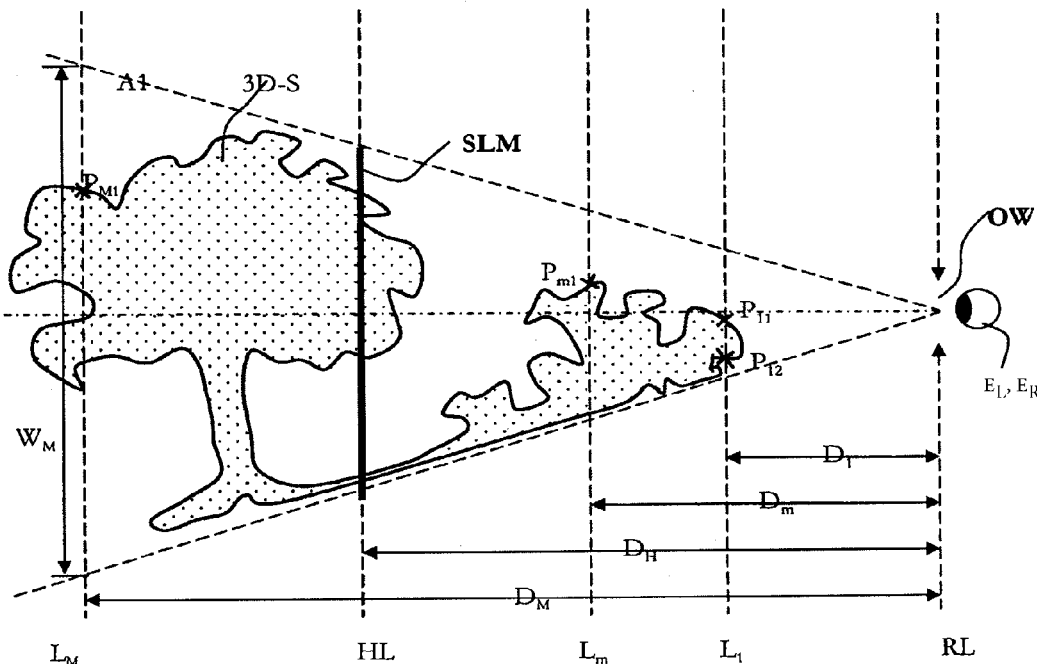 A1
3D-S
SLM
P_M1
OW
P_m1
P_11
P_12
E_L, E_R
W_M
D_1
D_m
D_H
D_M
L_M HL L_m L_1 RL